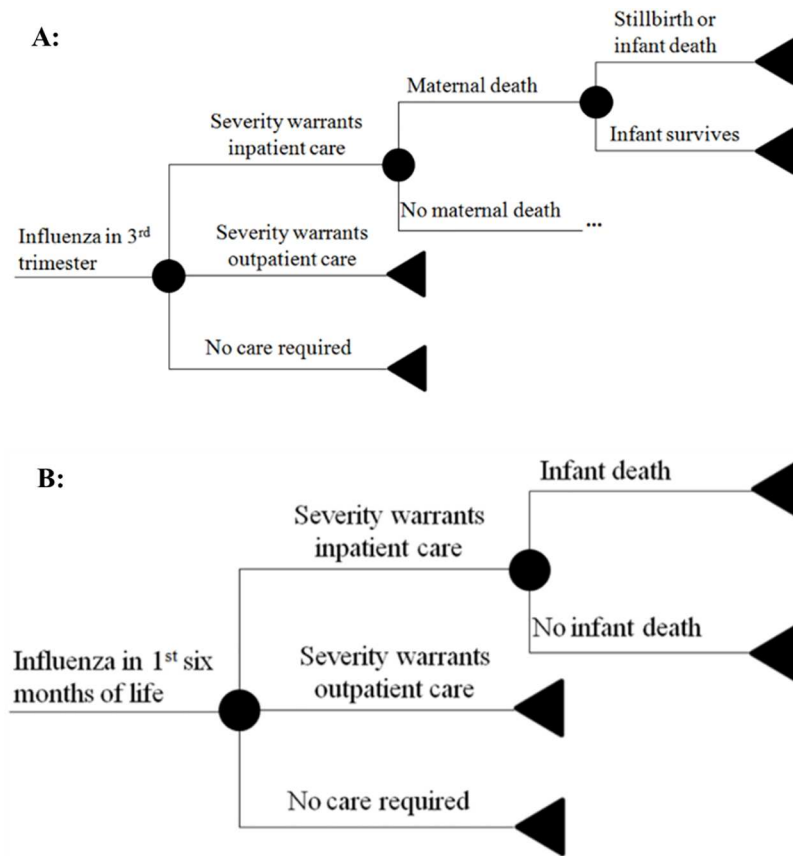 A:
Stillbirth or
infant death
Maternal death
Infant survives
Severity warrants
inpatient care
No maternal death
...
Influenza in 3rd
trimester
Severity warrants
outpatient care
No care required
B:
Infant death
Severity warrants
inpatient care
No infant death
Influenza in 1st six
months of life
Severity warrants
outpatient care
No care required